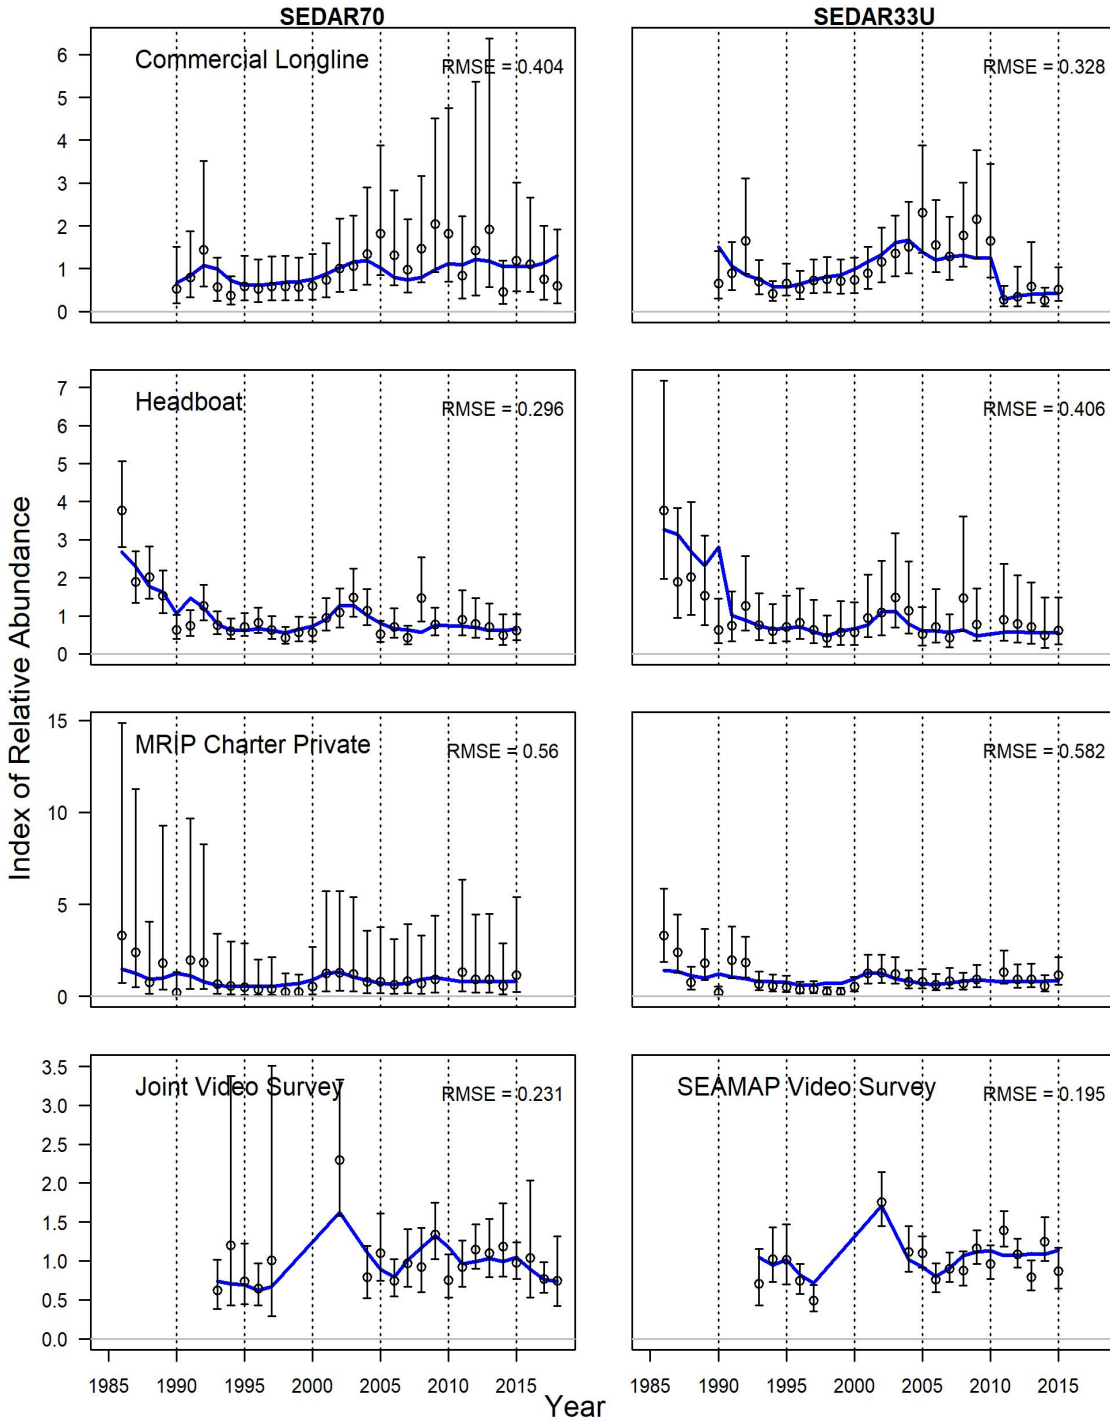 SEDAR70
SEDAR33U
Commercial Longline
RMSE = 0.404
RMSE = 0.328
6
5
4
3
2
1
0
Headboat
RMSE = 0.296
RMSE = 0.406
7
6
5
4
3
2
1
0
Index of Relative Abundance
MRIP Charter Private
RMSE = 0.56
RMSE = 0.582
15
10
5
0
Joint Video Survey
RMSE = 0.231
SEAMAP Video Survey
RMSE = 0.195
3.5
3.0
2.5
2.0
1.5
1.0
0.5
0.0
1985 1990 1995 2000 2005 2010 2015
1985 1990 1995 2000 2005 2010 2015
Year